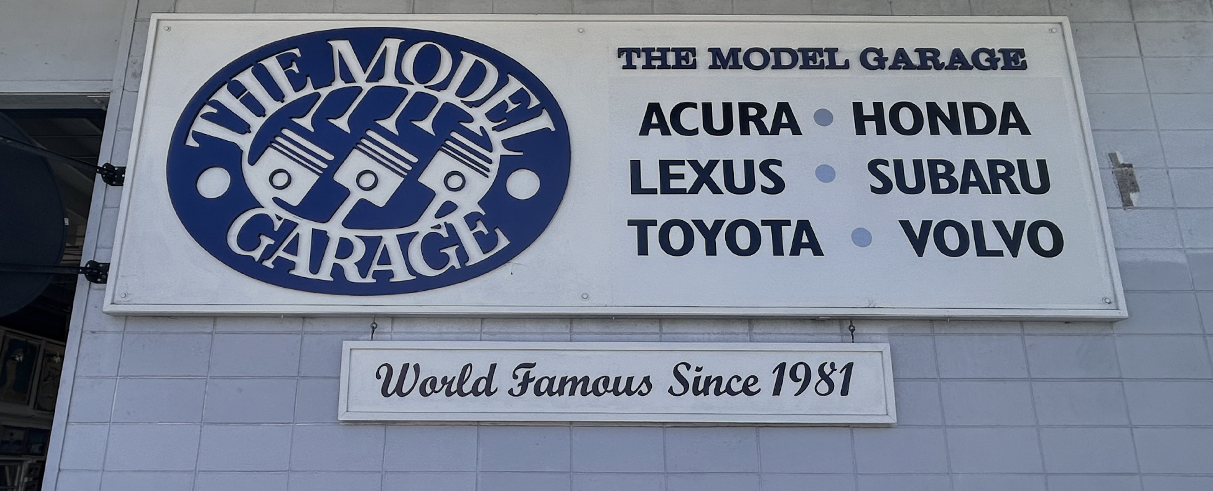 THE MODEL
GARAGE
THE MODEL GARAGE
ACURA • HONDA
LEXUS • SUBARU
TOYOTA • VOLVO
World Famous Since 1981